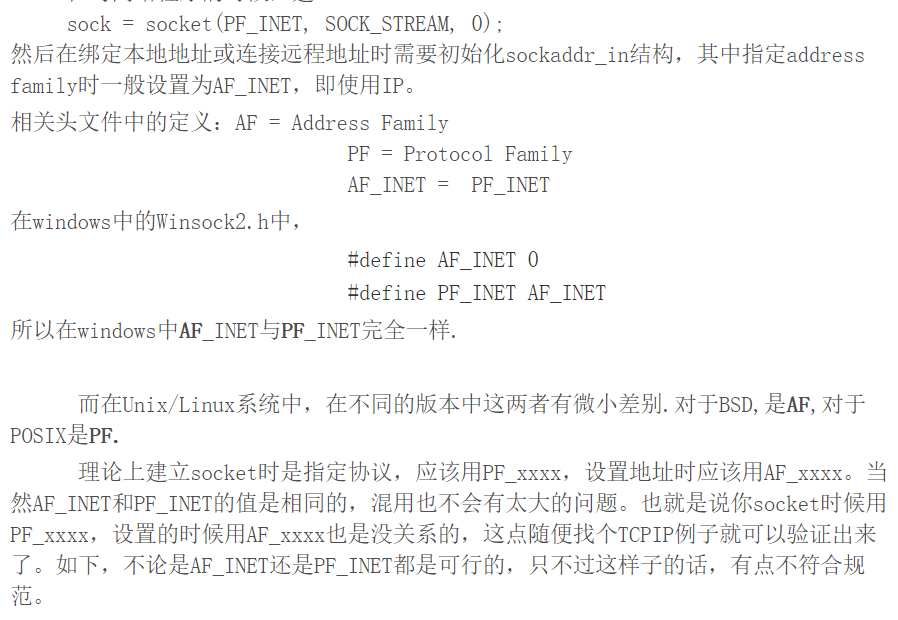 sock = socket(PF_INET, SOCK_STREAM, 0);
然后在绑定本地地址或连接远程地址时需要初始化sockaddr_in结构，其中指定address
family时一般设置为AF_INET，即使用IP。
相关头文件中的定义：AF = Address Family
PF = Protocol Family
AF_INET = PF_INET
在windows中的Winsock2.h中，
#define AF_INET 0
#define PF_INET AF_INET
所以在windows中AF_INET与PF_INET完全一样.
而在Unix/Linux系统中，在不同的版本中这两者有微小差别.对于BSD,是AF,对于
POSIX是PF.
理论上建立socket时是指定协议，应该用PF_xxxx，设置地址时应该用AF_xxxx。当
然AF_INET和PF_INET的值是相同的，混用也不会有太大的问题。也就是说你socket时候用
PF_xxxx，设置的时候用AF_xxxx也是没关系的，这点随便找个TCPIP例子就可以验证出来
了。如下，不论是AF_INET还是PF_INET都是可行的，只不过这样子的话，有点不符合规
范。